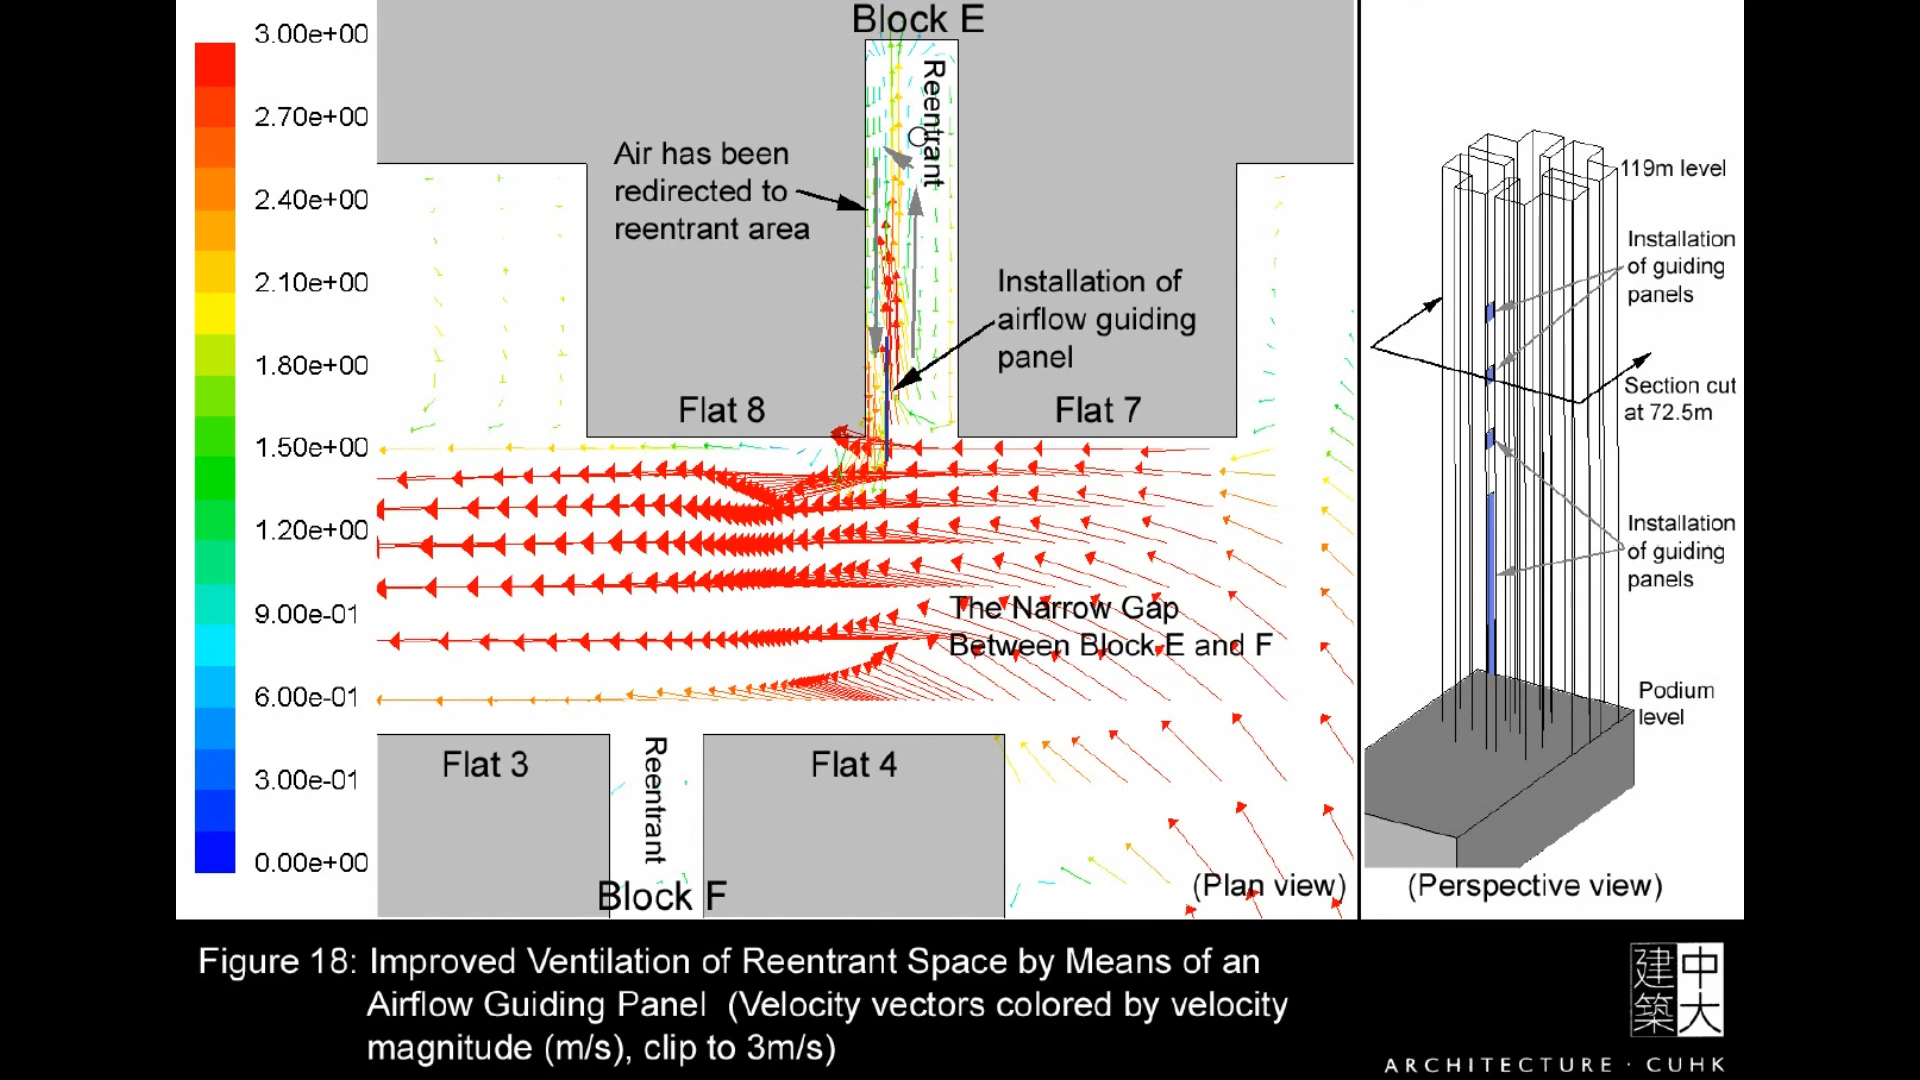 3.00e+00
2.70e+00
2.40e+00
2.10e+00
1.80e+00
1.50e+00
1.20e+00
9.00e-01
6.00e-01
3.00e-01
0.00e+00
Block E
Reentrant
Air has been
redirected to
reentrant area
Installation of
airflow guiding
panel
Flat 8
Flat 7
The Narrow Gap
Between Block E and F
Flat 3
Reentrant
Flat 4
Block F
(Plan view)
119m level
Installation
of guiding
panels
Section cut
at 72.5m
Installation
of guiding
panels
Podium
level
(Perspective view)
Figure 18: Improved Ventilation of Reentrant Space by Means of an
Airflow Guiding Panel (Velocity vectors colored by velocity
magnitude (m/s), clip to 3m/s)
中大
建築
ARCHITECTURE · CUHK